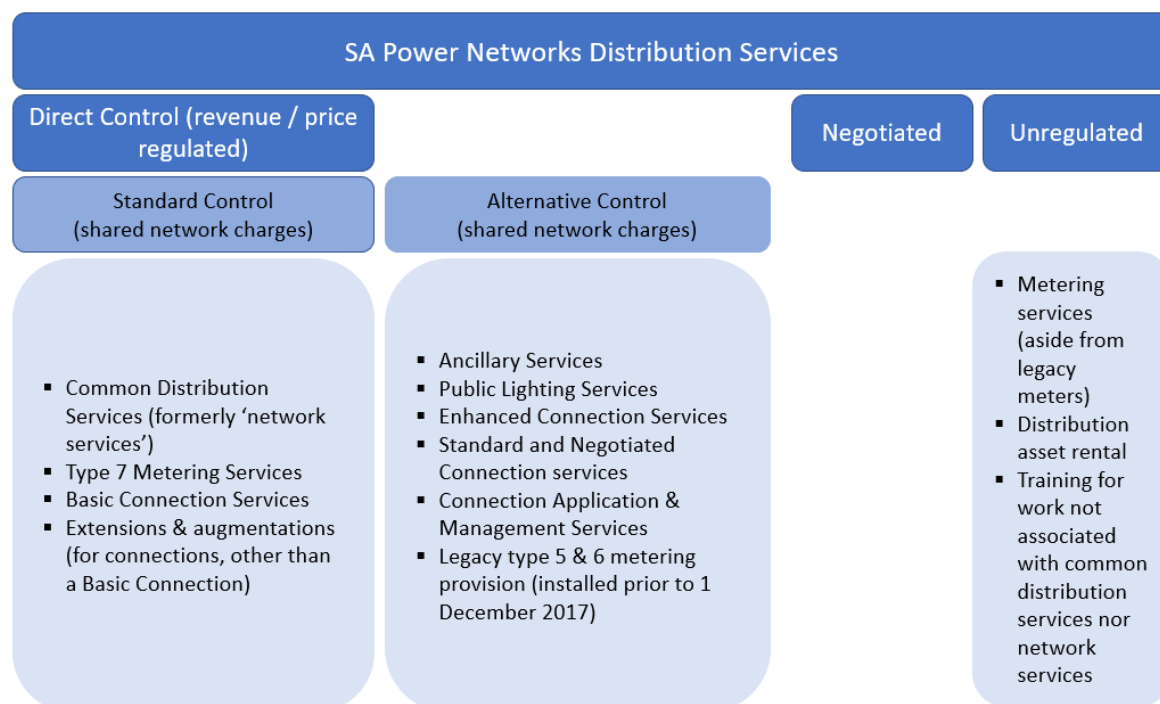 SA Power Networks Distribution Services
Direct Control (revenue / price
regulated)
Negotiated
Unregulated
Standard Control
(shared network charges)
Alternative Control
(shared network charges)
▪ Common Distribution
Services (formerly ‘network
services’)
▪ Type 7 Metering Services
▪ Basic Connection Services
▪ Extensions & augmentations
(for connections, other than
a Basic Connection)
▪ Ancillary Services
▪ Public Lighting Services
▪ Enhanced Connection Services
▪ Standard and Negotiated
Connection services
▪ Connection Application &
Management Services
▪ Legacy type 5 & 6 metering
provision (installed prior to 1
December 2017)
▪ Metering
services
(aside from
legacy
meters)
▪ Distribution
asset rental
▪ Training for
work not
associated
with common
distribution
services nor
network
services